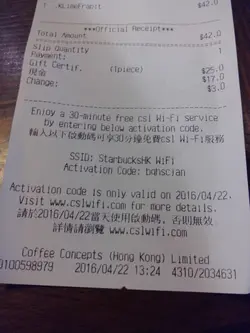 1 XLimeFrapit $42.0
***Official Receipt***
Total Amount $42.0
Slip Quantity 1
Payment:
Gift Certif. (1piece) $25.0
現金 $17.0
Change: $3.0
Enjoy a 30-minute free csl Wi-Fi service
by entering below activation code.
輸入以下啟動碼可享30分鐘免費csl Wi-Fi服務
SSID: StarbucksHK WiFi
Activation Code: bqhscian
Activation code is only valid on 2016/04/22.
Visit www.cslwifi.com for more details.
請於2016/04/22當天使用啟動碼，否則無效
詳情請瀏覽 www.cslwifi.com
Coffee Concepts (Hong Kong) Limited
0100598979 2016/04/22 13:24 4310/2034631